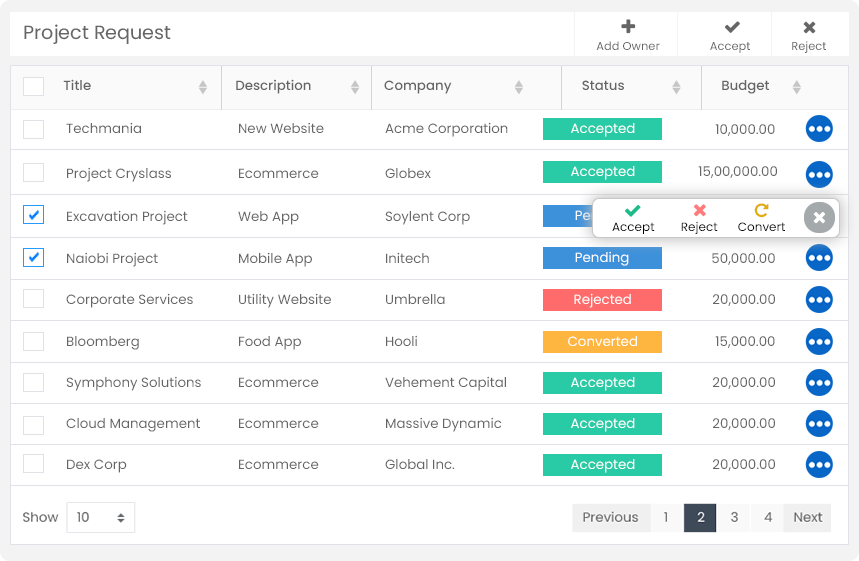 Project Request
Add Owner Accept Reject
Title Description Company Status Budget
Techmania New Website Acme Corporation Accepted 10,000.00
Project Cryslass Ecommerce Globex Accepted 15,00,000.00
Excavation Project Web App Soylent Corp Accept Reject Convert
Naiobi Project Mobile App Initech Pending 50,000.00
Corporate Services Utility Website Umbrella Rejected 20,000.00
Bloomberg Food App Hooli Converted 15,000.00
Symphony Solutions Ecommerce Vehement Capital Accepted 20,000.00
Cloud Management Ecommerce Massive Dynamic Accepted 20,000.00
Dex Corp Ecommerce Global Inc. Accepted 20,000.00
Show 10 Previous 1 2 3 4 Next